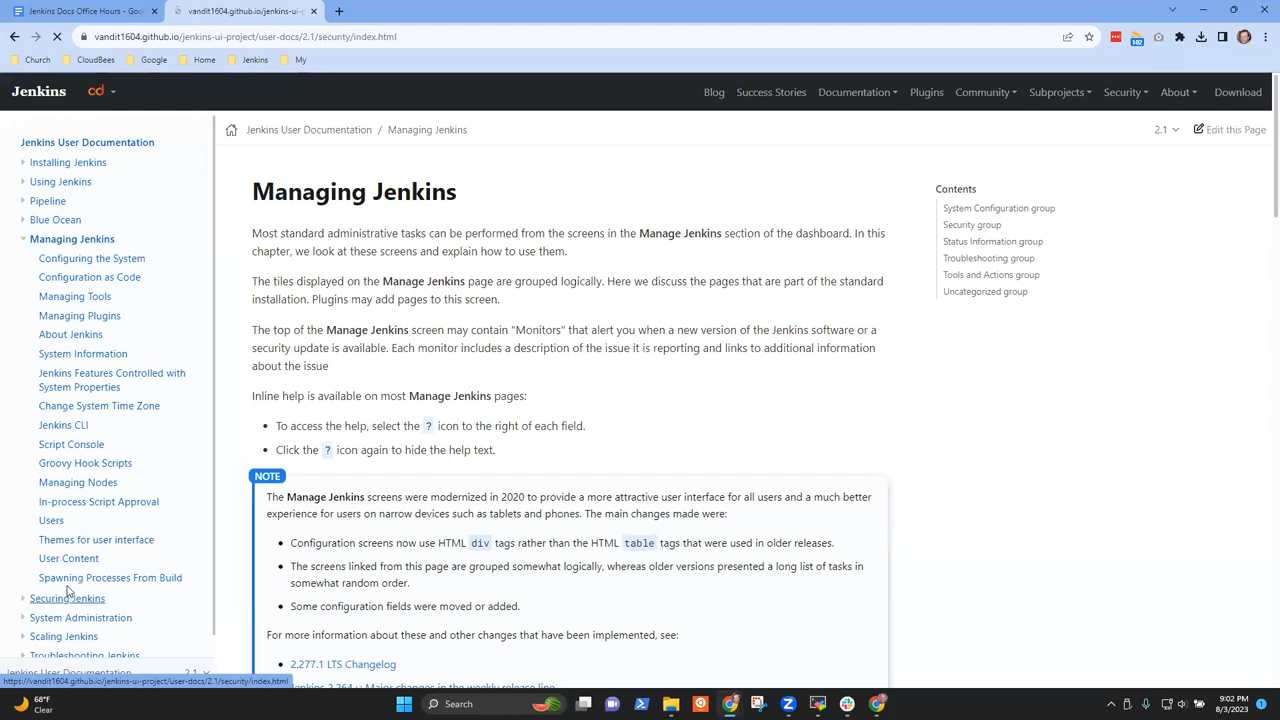 Jenkins Docs Office Hours - Goo
vandit1604.github.io/jenkins-ui-p
vandit1604.github.io/jenkins-ui-project/user-docs/2.1/security/index.html
Church
CloudBees
Google
Home
Jenkins
My
Jenkins
cd
Blog
Success Stories
Documentation
Plugins
Community
Subprojects
Security
About
Download
Jenkins User Documentation / Managing Jenkins
2.1
Edit this Page
Jenkins User Documentation
Installing Jenkins
Using Jenkins
Pipeline
Blue Ocean
Managing Jenkins
Configuring the System
Configuration as Code
Managing Tools
Managing Plugins
About Jenkins
System Information
Jenkins Features Controlled with
System Properties
Change System Time Zone
Jenkins CLI
Script Console
Groovy Hook Scripts
Managing Nodes
In-process Script Approval
Users
Themes for user interface
User Content
Spawning Processes From Build
Securing Jenkins
System Administration
Scaling Jenkins
Troubleshooting Jenkins
Jenkins User Documentation
2.1
https://vandit1604.github.io/jenkins-ui-project/user-docs/2.1/security/index.html
Managing Jenkins
Most standard administrative tasks can be performed from the screens in the Manage Jenkins section of the dashboard. In this
chapter, we look at these screens and explain how to use them.
The tiles displayed on the Manage Jenkins page are grouped logically. Here we discuss the pages that are part of the standard
installation. Plugins may add pages to this screen.
The top of the Manage Jenkins screen may contain "Monitors" that alert you when a new version of the Jenkins software or a
security update is available. Each monitor includes a description of the issue it is reporting and links to additional information
about the issue
Inline help is available on most Manage Jenkins pages:
To access the help, select the ? icon to the right of each field.
Click the ? icon again to hide the help text.
NOTE
The Manage Jenkins screens were modernized in 2020 to provide a more attractive user interface for all users and a much better
experience for users on narrow devices such as tablets and phones. The main changes made were:
Configuration screens now use HTML div tags rather than the HTML table tags that were used in older releases.
The screens linked from this page are grouped somewhat logically, whereas older versions presented a long list of tasks in
somewhat random order.
Some configuration fields were moved or added.
For more information about these and other changes that have been implemented, see:
2.277.1 LTS Changelog
Major changes in the weekly release line
Contents
System Configuration group
Security group
Status Information group
Troubleshooting group
Tools and Actions group
Uncategorized group
68°F
Clear
Search
9:02 PM
8/3/2023